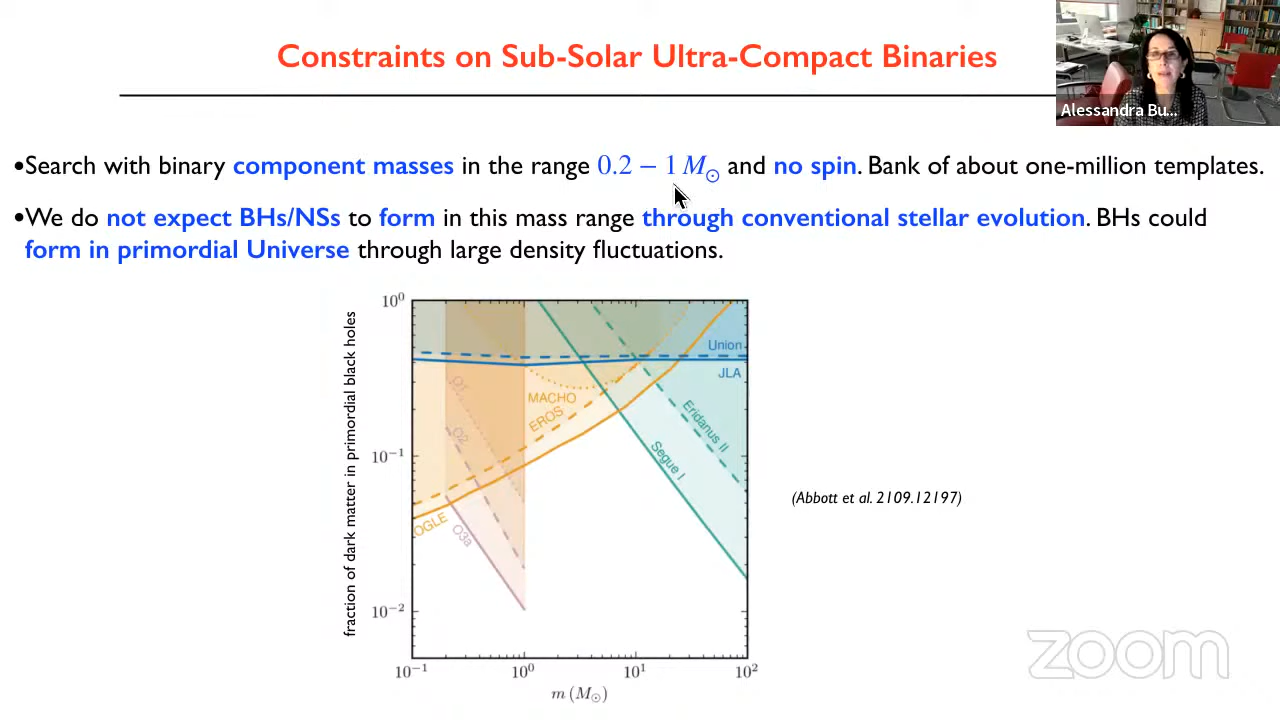 Constraints on Sub-Solar Ultra-Compact Binaries
Alessandra Bu...
•Search with binary component masses in the range 0.2 − 1 M⊙ and no spin. Bank of about one-million templates.
•We do not expect BHs/NSs to form in this mass range through conventional stellar evolution. BHs could
form in primordial Universe through large density fluctuations.
fraction of dark matter in primordial black holes
10⁰
10⁻¹
10⁻²
Union
JLA
O1
MACHO
EROS
O2
Eridanus II
Segue I
OGLE
O3a
10⁻¹ 10⁰ 10¹ 10²
m (M⊙)
(Abbott et al. 2109.12197)
zoom